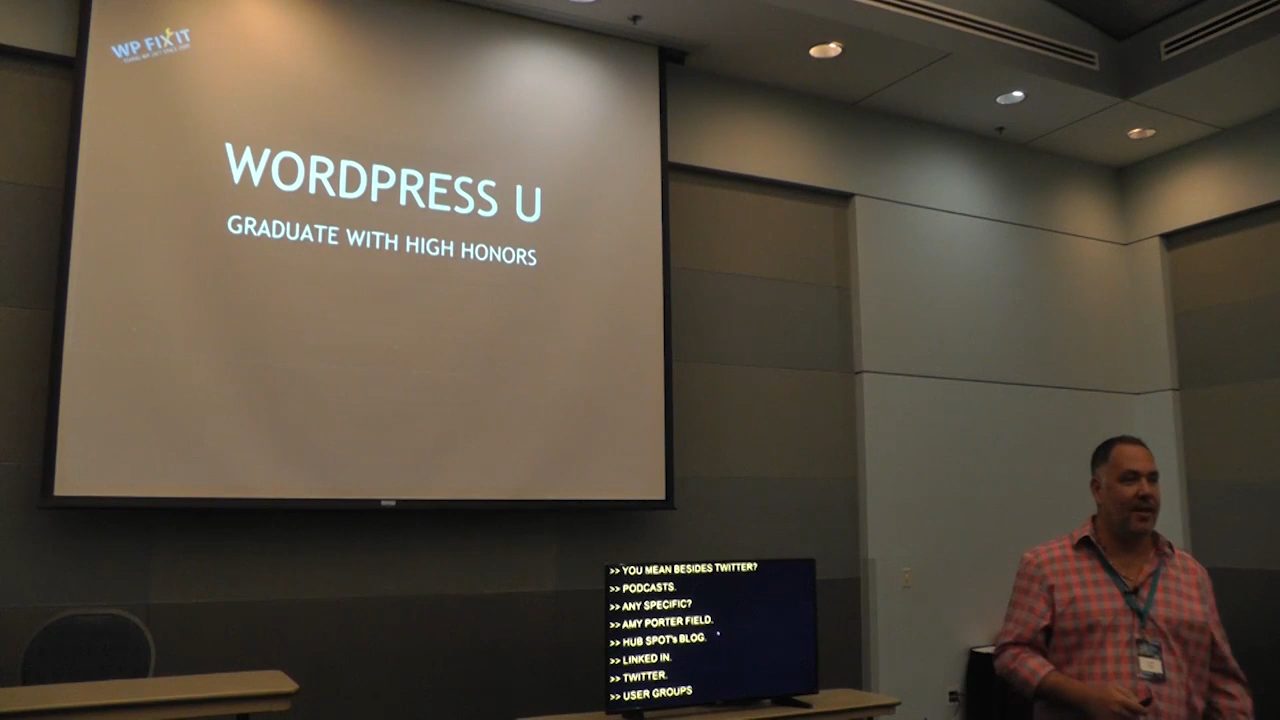 WP FIX IT
WORDPRESS U
GRADUATE WITH HIGH HONORS
>> YOU MEAN BESIDES TWITTER?
>> PODCASTS.
>> ANY SPECIFIC?
>> AMY PORTER FIELD.
>> HUB SPOT's BLOG.
>> LINKED IN.
>> TWITTER.
>> USER GROUPS